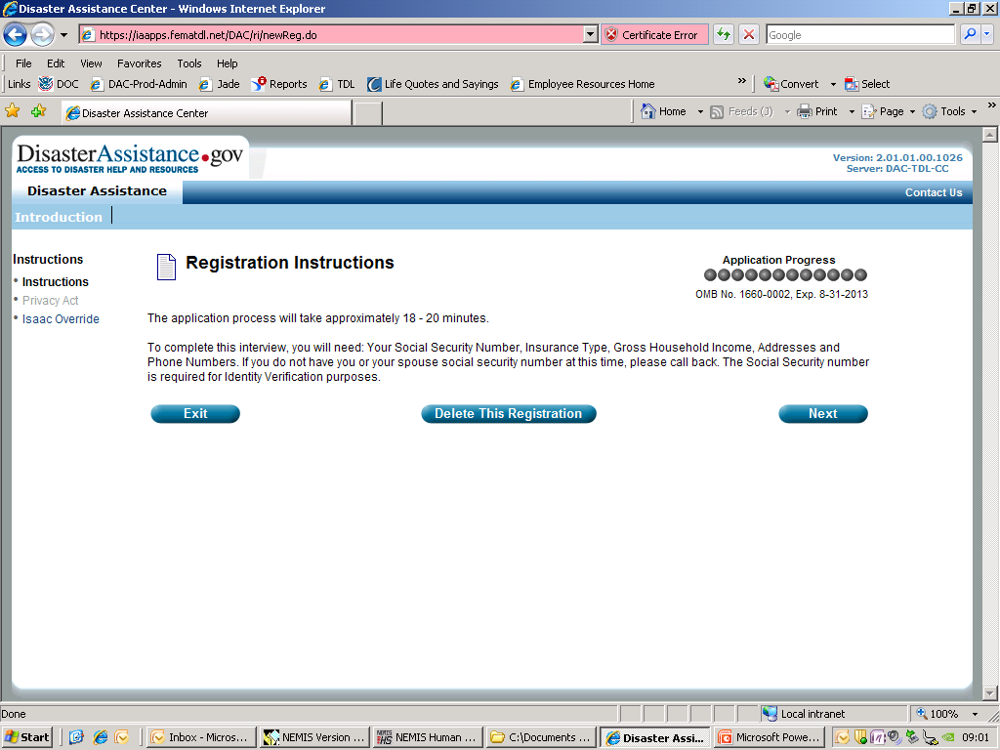 Disaster Assistance Center - Windows Internet Explorer
https://iaapps.fematdl.net/DAC/ri/newReg.do Certificate Error Google
File Edit View Favorites Tools Help
Links DOC DAC-Prod-Admin Jade Reports TDL Life Quotes and Sayings Employee Resources Home » Convert Select
Disaster Assistance Center Home Feeds (J) Print Page Tools »
DisasterAssistance.gov
ACCESS TO DISASTER HELP AND RESOURCES
Version: 2.01.01.00.1026
Server: DAC-TDL-CC
Disaster Assistance Contact Us
Introduction
Instructions
• Instructions
• Privacy Act
• Isaac Override
Registration Instructions
Application Progress
OMB No. 1660-0002, Exp. 8-31-2013
The application process will take approximately 18 - 20 minutes.
To complete this interview, you will need: Your Social Security Number, Insurance Type, Gross Household Income, Addresses and
Phone Numbers. If you do not have you or your spouse social security number at this time, please call back. The Social Security number
is required for Identity Verification purposes.
Exit Delete This Registration Next
Done Local intranet 100%
Start Inbox - Micros... NEMIS Version ... NEMIS Human ... C:\Documents ... Disaster Assi... Microsoft Powe... 09:01